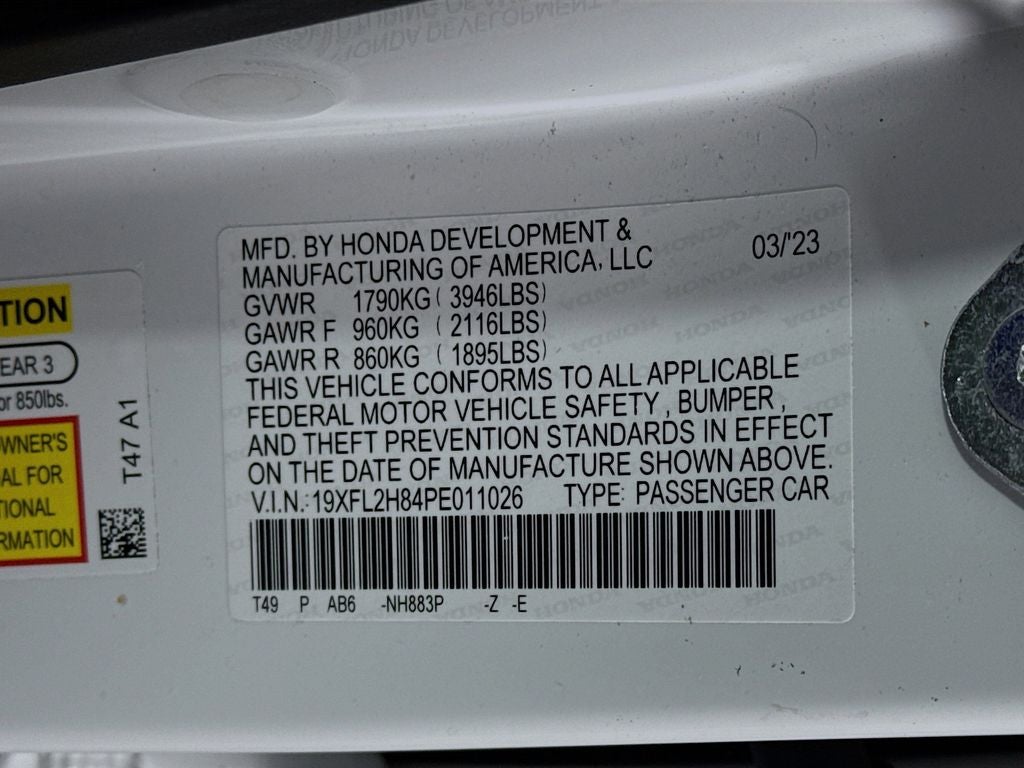 MFD. BY HONDA DEVELOPMENT &
MANUFACTURING OF AMERICA, LLC
03/'23
GVWR 1790KG ( 3946LBS)
GAWR F 960KG ( 2116LBS)
GAWR R 860KG ( 1895LBS)
THIS VEHICLE CONFORMS TO ALL APPLICABLE
FEDERAL MOTOR VEHICLE SAFETY , BUMPER ,
AND THEFT PREVENTION STANDARDS IN EFFECT
ON THE DATE OF MANUFACTURE SHOWN ABOVE.
V.I.N.: 19XFL2H84PE011026 TYPE: PASSENGER CAR
T49 P AB6 -NH883P -Z -E
TION
EAR 3
or 850lbs.
OWNER'S
AL FOR
TIONAL
RMATION
T47 A1
HONDA